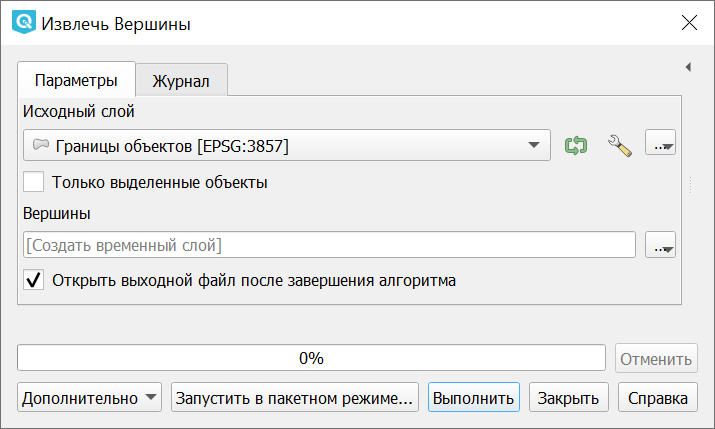 Извлечь Вершины
Параметры
Журнал
Исходный слой
Границы объектов [EPSG:3857]
...
Только выделенные объекты
Вершины
[Создать временный слой]
...
Открыть выходной файл после завершения алгоритма
0%
Отменить
Дополнительно
Запустить в пакетном режиме...
Выполнить
Закрыть
Справка